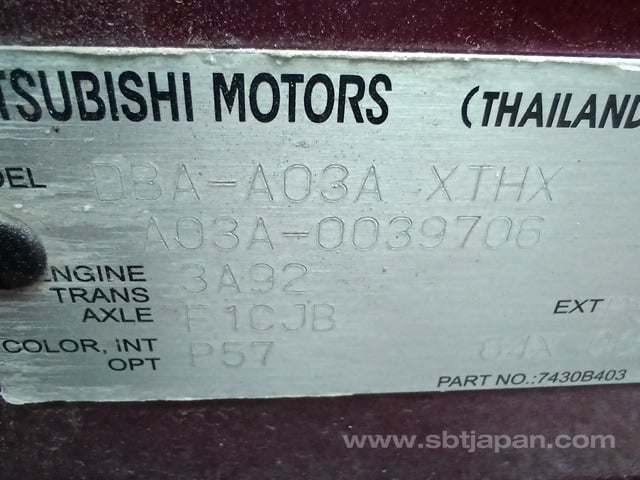 TSUBISHI MOTORS (THAILAND
DEL DBA-A03A XTHX
A03A-0039706
ENGINE 3A92
TRANS
AXLE F1CJB EXT
COLOR, INT P57
OPT
PART NO.:7430B403
www.sbtjapan.com